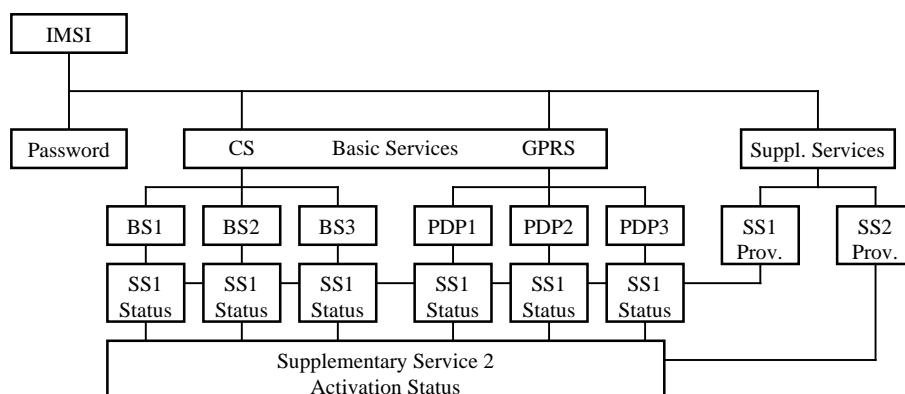 IMSI
Password
CS Basic Services GPRS
Suppl. Services
BS1 BS2 BS3 PDP1 PDP2 PDP3
SS1
Prov.
SS2
Prov.
SS1
Status
SS1
Status
SS1
Status
SS1
Status
SS1
Status
SS1
Status
Supplementary Service 2
Activation Status